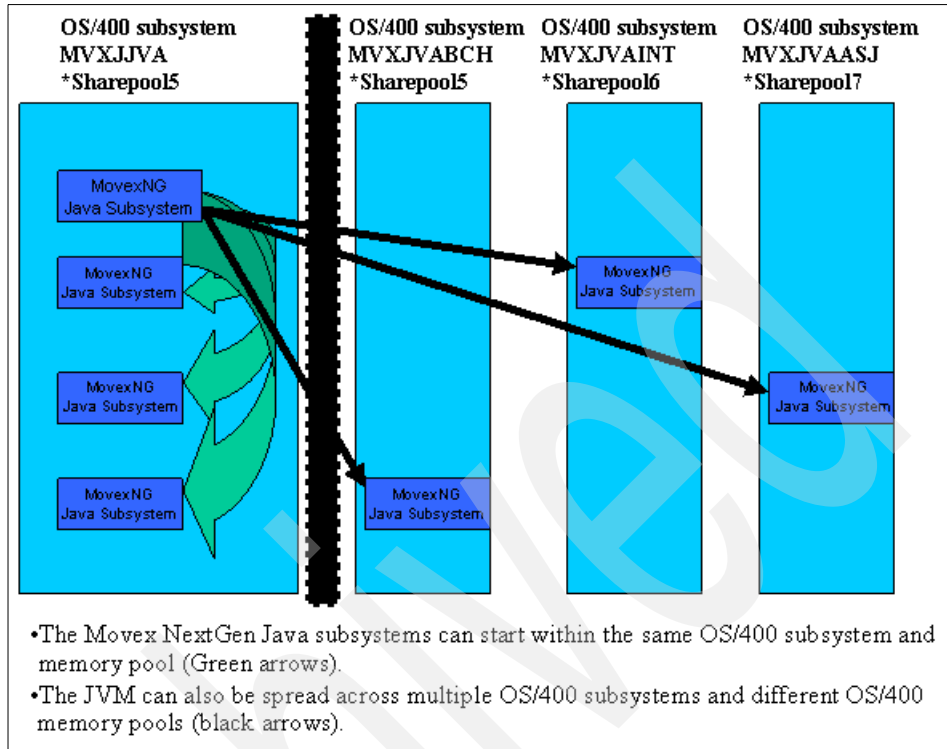 OS/400 subsystem
MVXJJVA
*Sharepool5
OS/400 subsystem
MVXJVABCH
*Sharepool5
OS/400 subsystem
MVXJVAINT
*Sharepool6
OS/400 subsystem
MVXJVAASJ
*Sharepool7
MovexNG
Java Subsystem
MovexNG
Java Subsystem
MovexNG
Java Subsystem
MovexNG
Java Subsystem
MovexNG
Java Subsystem
MovexNG
Java Subsystem
MovexNG
Java Subsystem
•The Movex NextGen Java subsystems can start within the same OS/400 subsystem and
memory pool (Green arrows).
•The JVM can also be spread across multiple OS/400 subsystems and different OS/400
memory pools (black arrows).